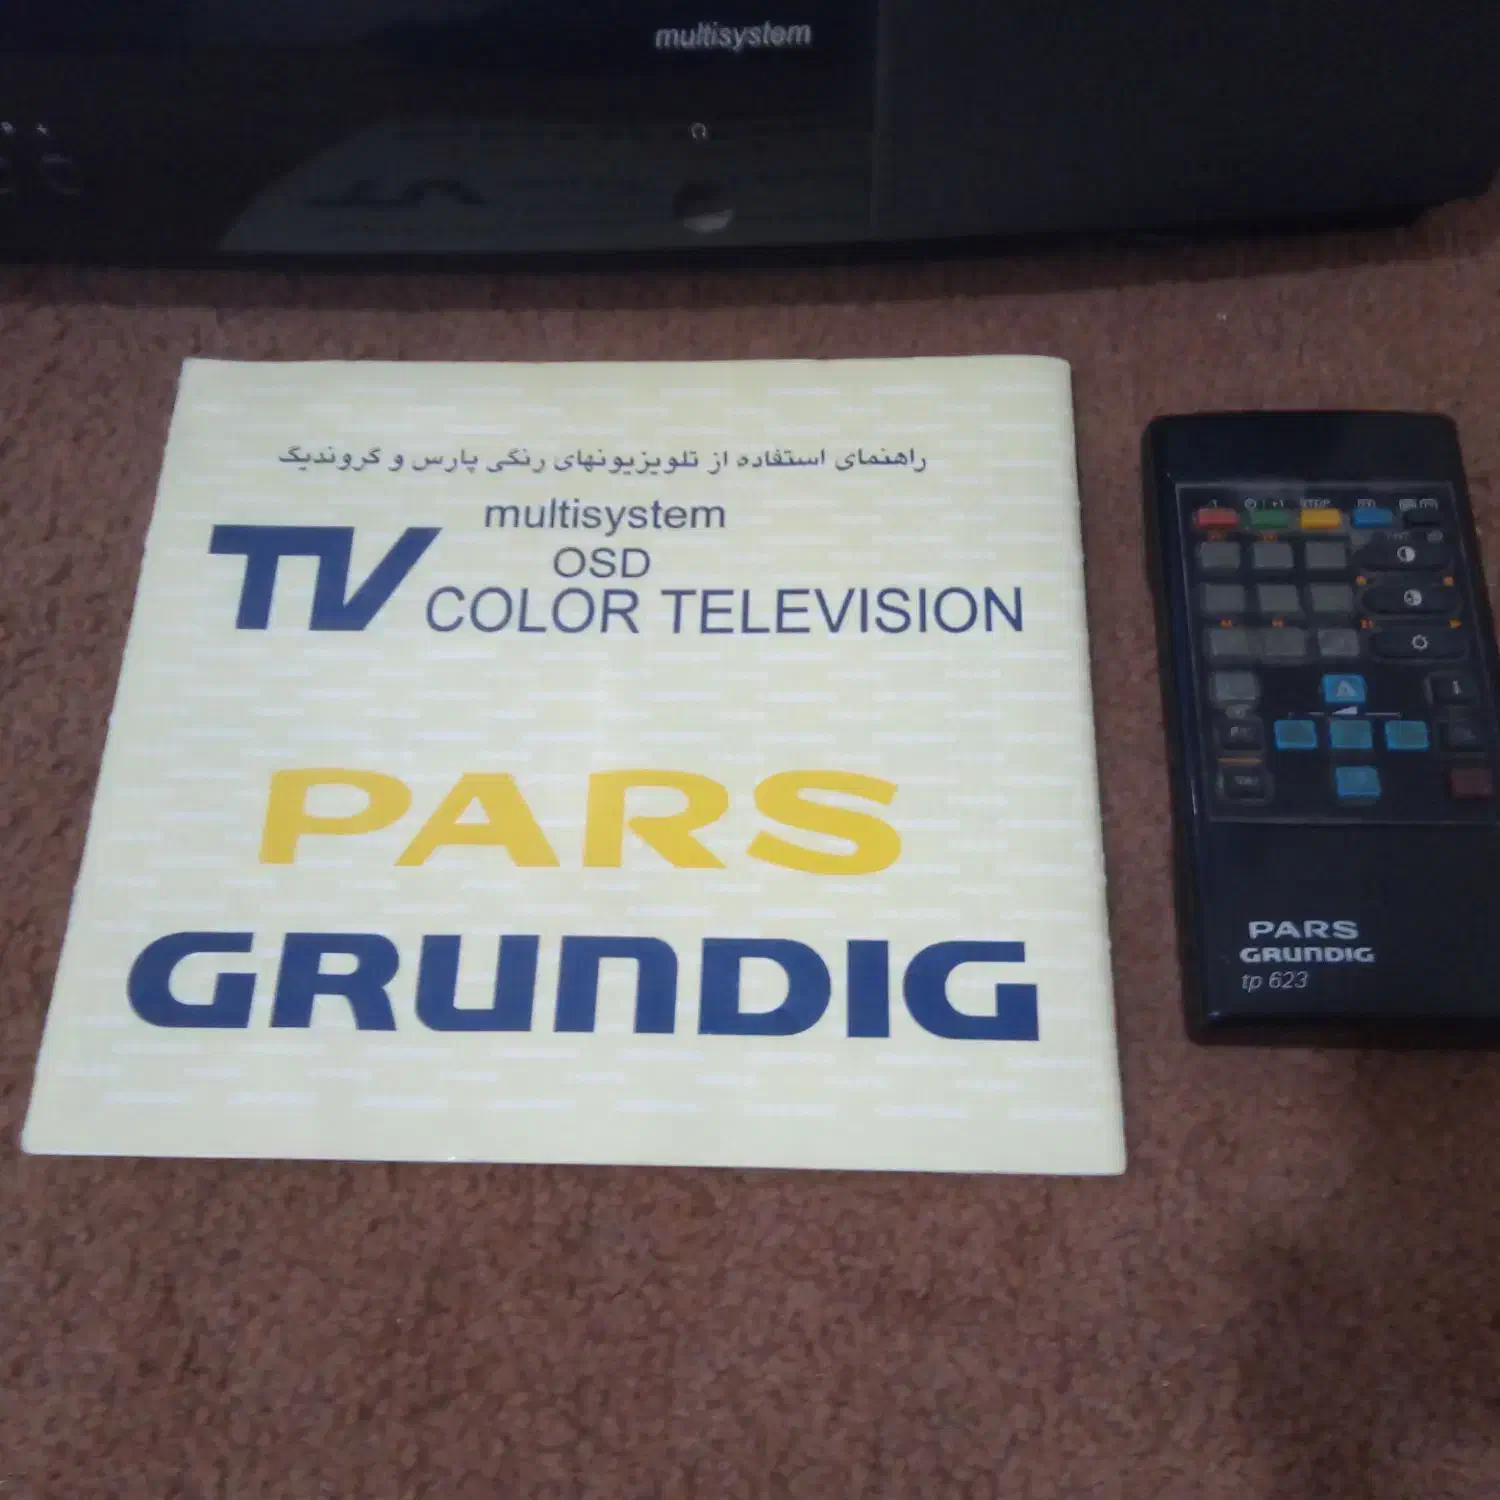 multisystem
راهنمای استفاده از تلویزیونهای رنگی پارس و گروندیگ
multisystem
TV
OSD
COLOR TELEVISION
PARS
GRUNDIG
STOP
PARS
GRUNDIG
tp 623